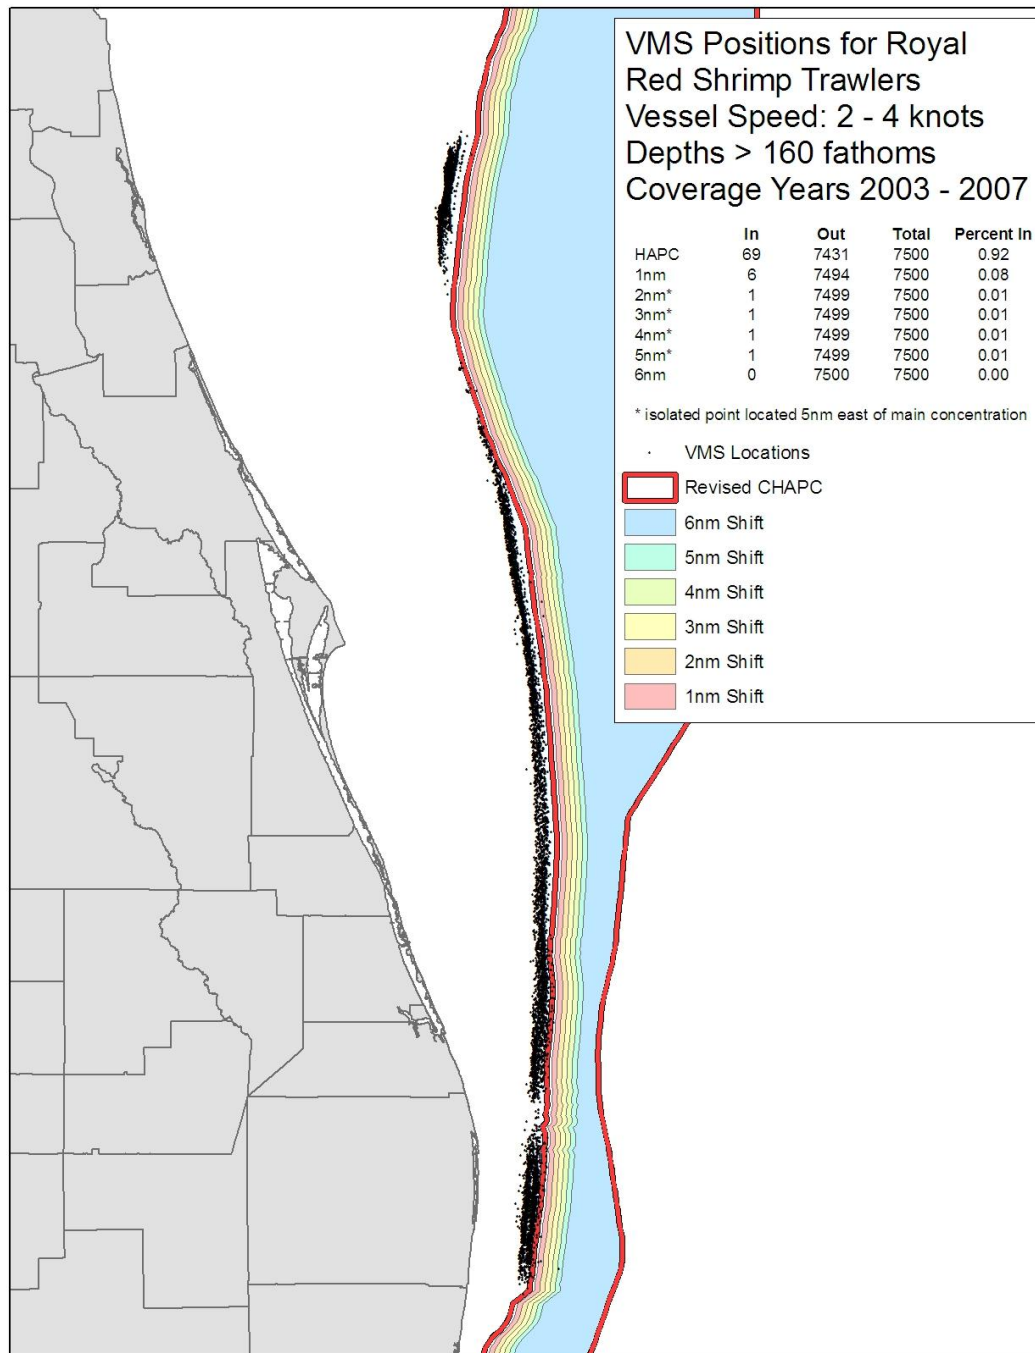 VMS Positions for Royal
Red Shrimp Trawlers
Vessel Speed: 2 - 4 knots
Depths > 160 fathoms
Coverage Years 2003 - 2007
In Out Total Percent In
HAPC 69 7431 7500 0.92
1nm 6 7494 7500 0.08
2nm* 1 7499 7500 0.01
3nm* 1 7499 7500 0.01
4nm* 1 7499 7500 0.01
5nm* 1 7499 7500 0.01
6nm 0 7500 7500 0.00
* isolated point located 5nm east of main concentration
VMS Locations
Revised CHAPC
6nm Shift
5nm Shift
4nm Shift
3nm Shift
2nm Shift
1nm Shift